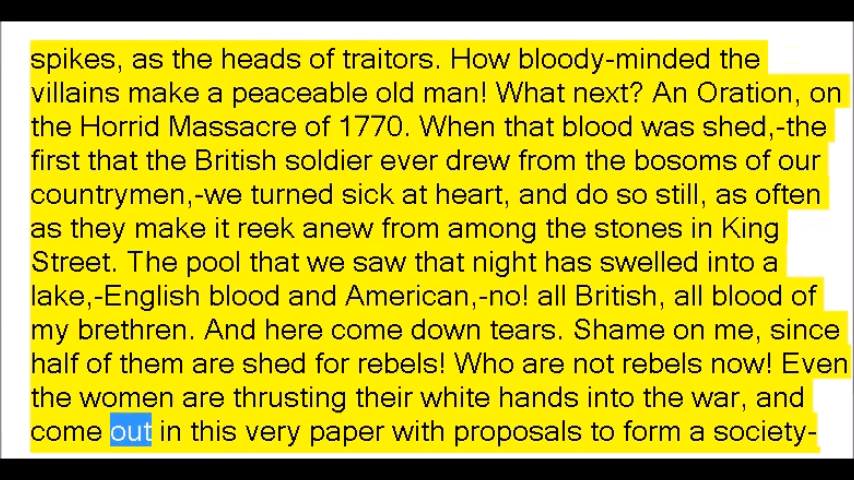 spikes, as the heads of traitors. How bloody-minded the
villains make a peaceable old man! What next? An Oration, on
the Horrid Massacre of 1770. When that blood was shed,-the
first that the British soldier ever drew from the bosoms of our
countrymen,-we turned sick at heart, and do so still, as often
as they make it reek anew from among the stones in King
Street. The pool that we saw that night has swelled into a
lake,-English blood and American,-no! all British, all blood of
my brethren. And here come down tears. Shame on me, since
half of them are shed for rebels! Who are not rebels now! Even
the women are thrusting their white hands into the war, and
come out in this very paper with proposals to form a society-